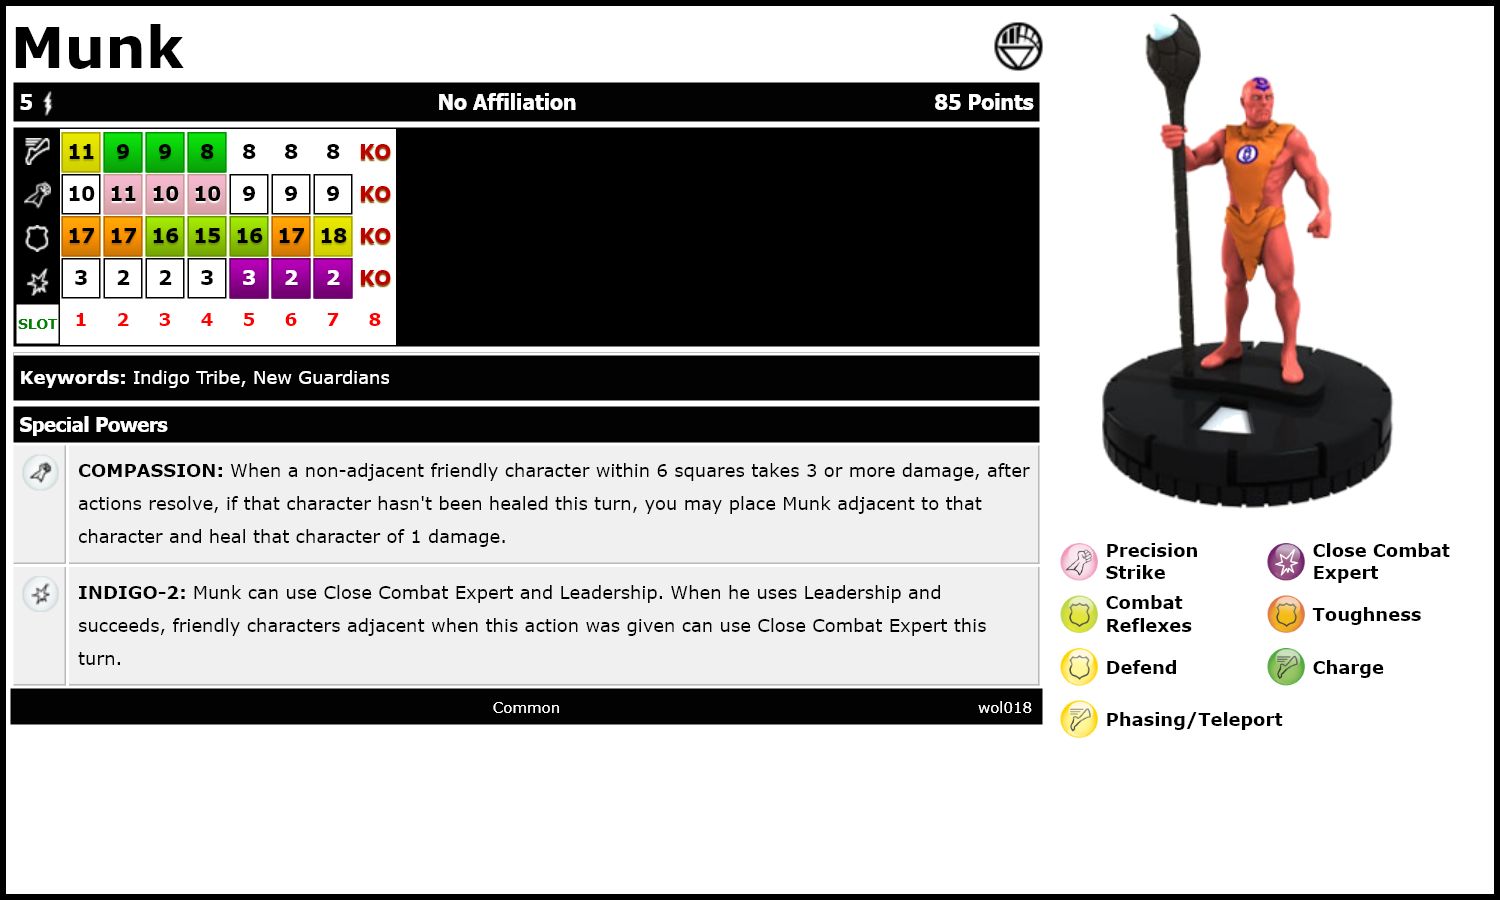 Munk
5 No Affiliation 85 Points
11 9 9 8 8 8 8 KO
10 11 10 10 9 9 9 KO
17 17 16 15 16 17 18 KO
3 2 2 3 3 2 2 KO
SLOT 1 2 3 4 5 6 7 8
Keywords: Indigo Tribe, New Guardians
Special Powers
COMPASSION: When a non-adjacent friendly character within 6 squares takes 3 or more damage, after
actions resolve, if that character hasn't been healed this turn, you may place Munk adjacent to that
character and heal that character of 1 damage.
INDIGO-2: Munk can use Close Combat Expert and Leadership. When he uses Leadership and
succeeds, friendly characters adjacent when this action was given can use Close Combat Expert this
turn.
Common wol018
Precision
Strike
Close Combat
Expert
Combat
Reflexes
Toughness
Defend
Charge
Phasing/Teleport